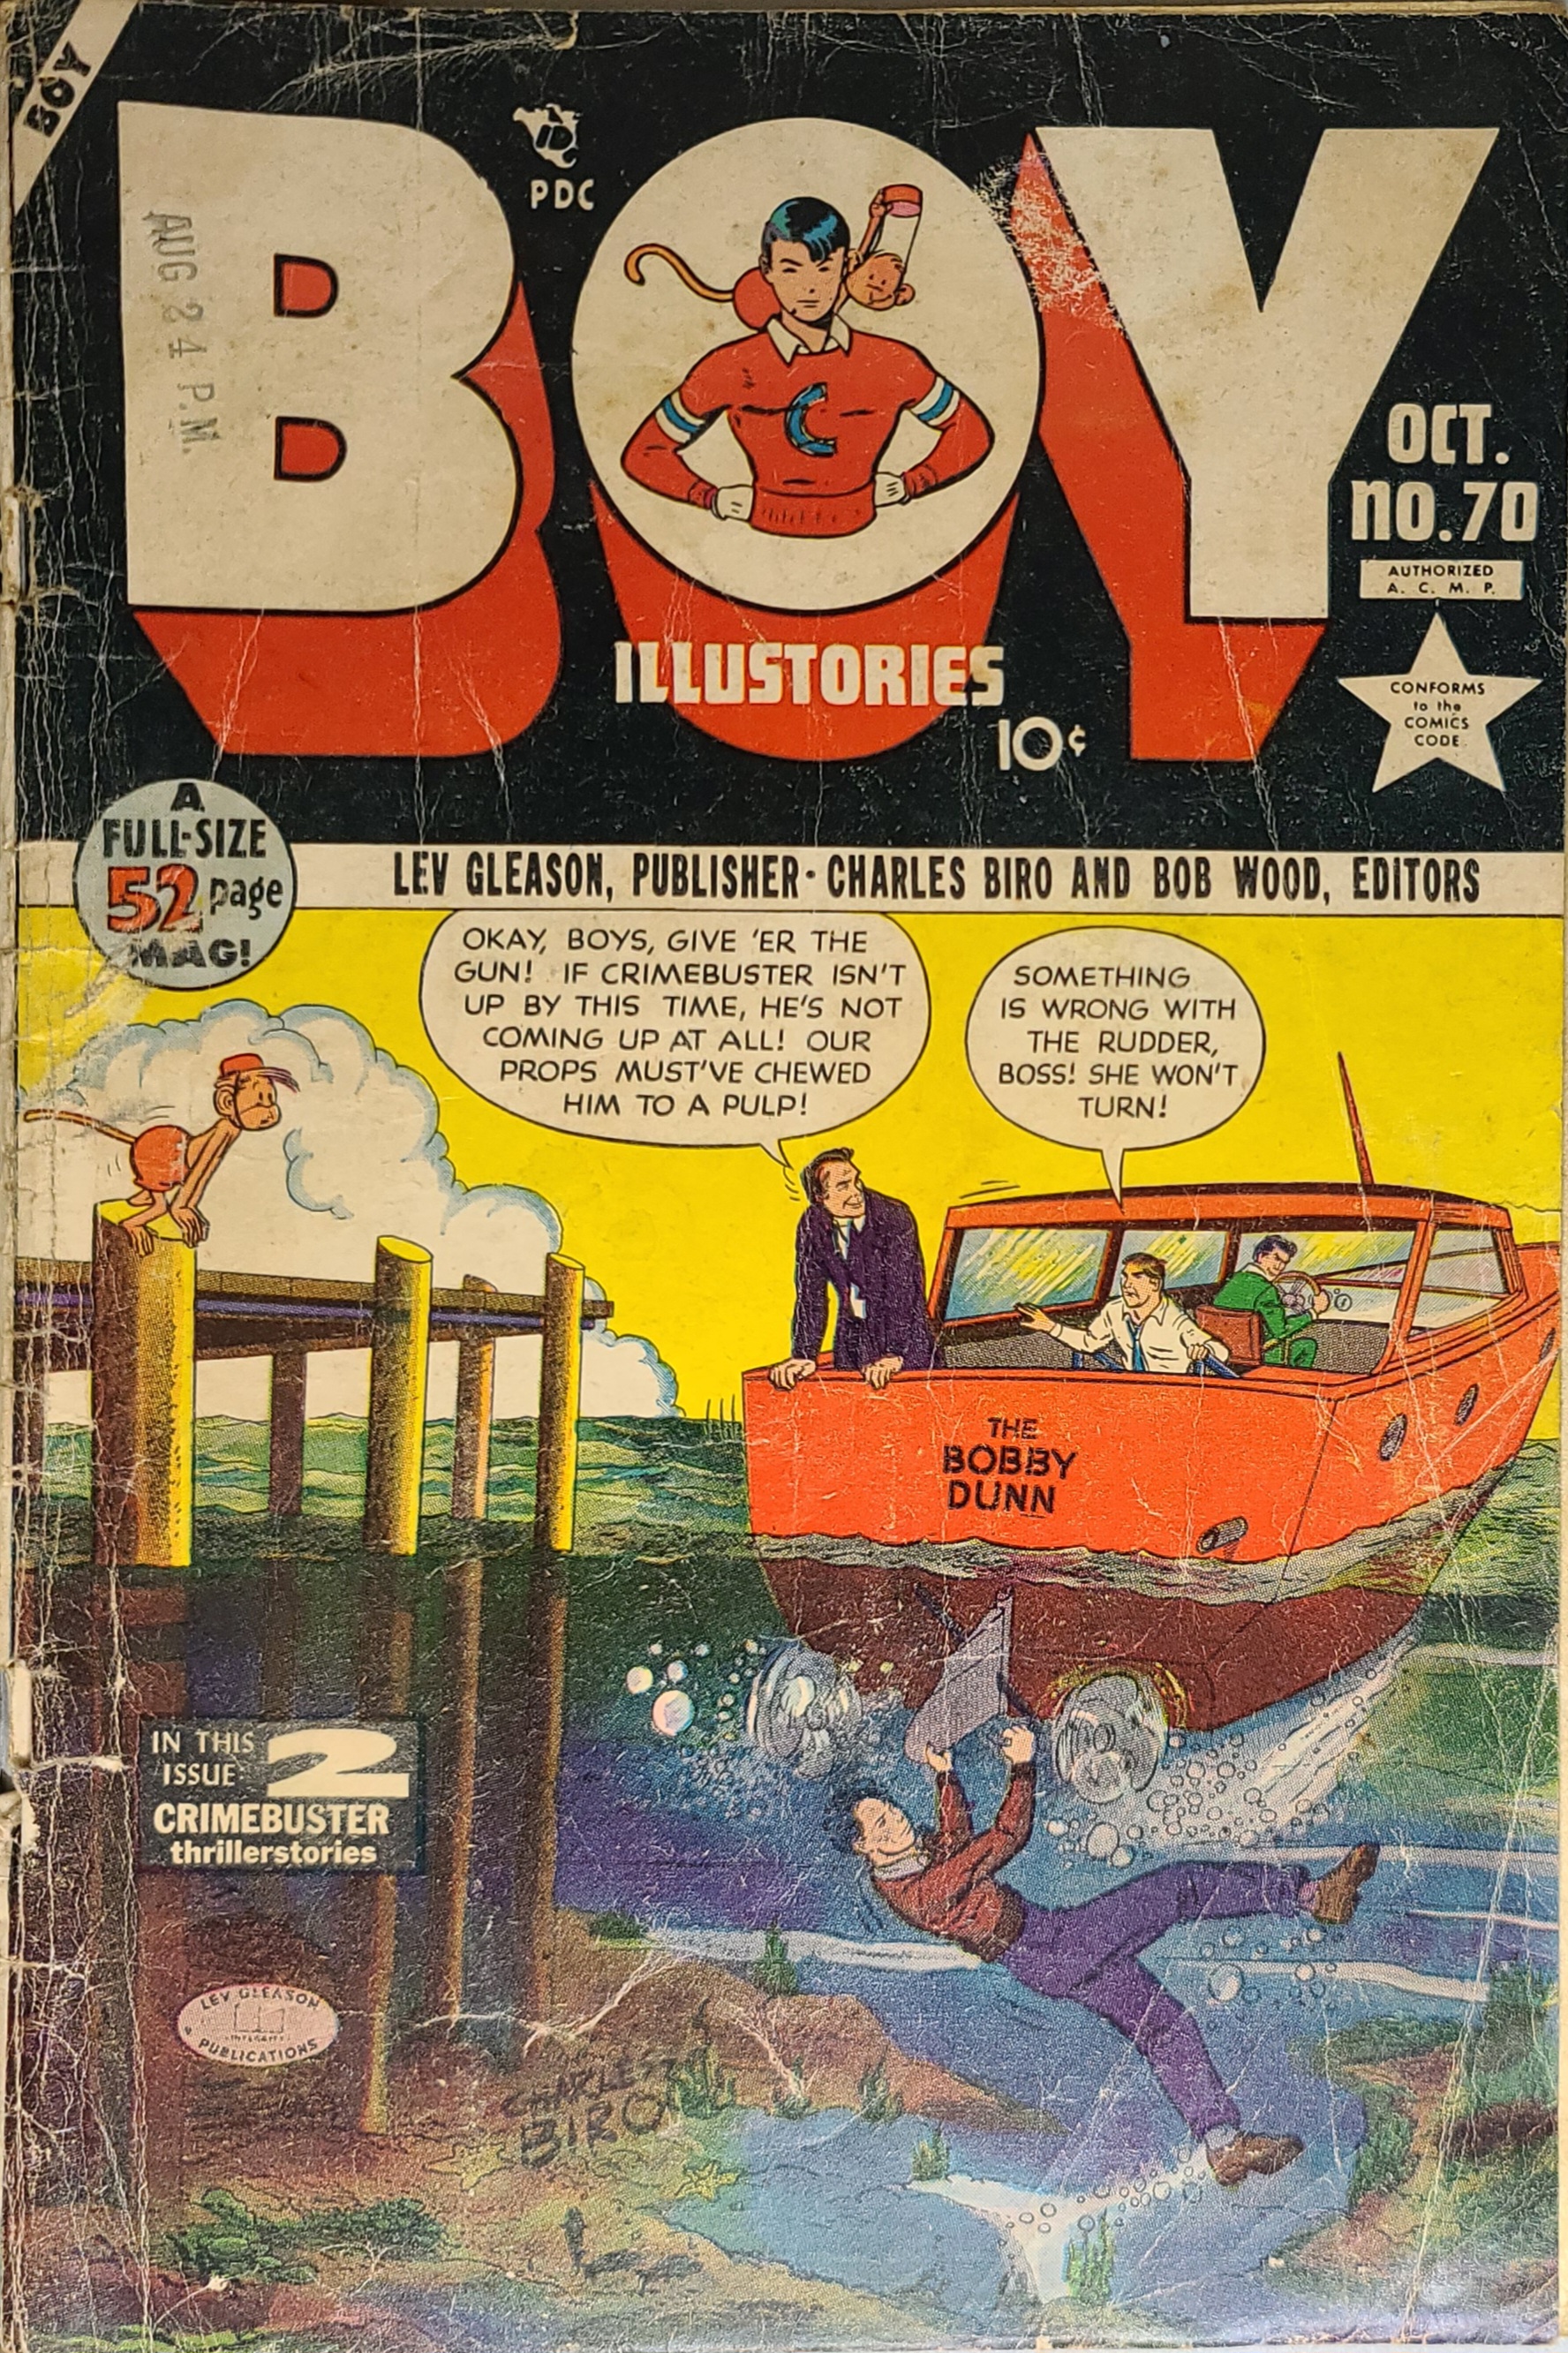 BOY
PDC
BOY
C
AUG 24 P.M.
OCT.
NO.70
AUTHORIZED
A. C. M. P.
CONFORMS
to the
COMICS
CODE
ILLUSTORIES
10¢
A
FULL-SIZE
52 page
MAG!
LEV GLEASON, PUBLISHER · CHARLES BIRO AND BOB WOOD, EDITORS
OKAY, BOYS, GIVE 'ER THE
GUN! IF CRIMEBUSTER ISN'T
UP BY THIS TIME, HE'S NOT
COMING UP AT ALL! OUR
PROPS MUST'VE CHEWED
HIM TO A PULP!
SOMETHING
IS WRONG WITH
THE RUDDER,
BOSS! SHE WON'T
TURN!
THE
BOBBY
DUNN
IN THIS
ISSUE: 2
CRIMEBUSTER
thrillerstories
LEV GLEASON
INTEGRITY
PUBLICATIONS
CHARLES
BIRO